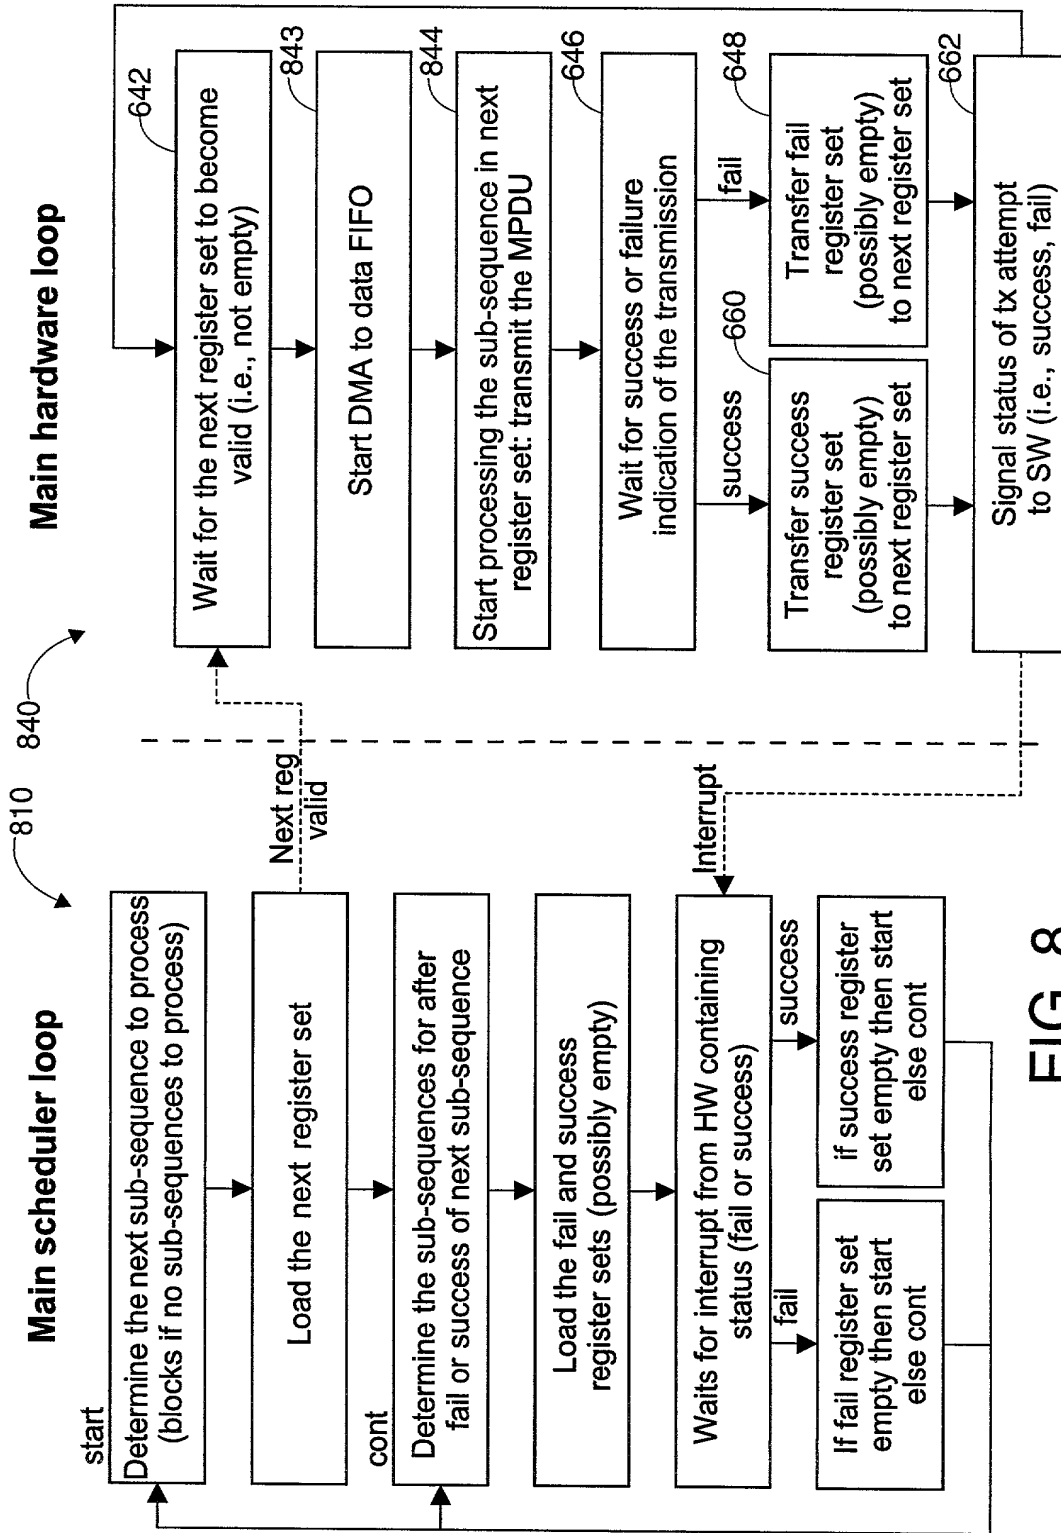 Main scheduler loop
810
start
Determine the next sub-sequence to process
(blocks if no sub-sequences to process)
Load the next register set
Next reg
valid
cont
Determine the sub-sequences for after
fail or success of next sub-sequence
Load the fail and success
register sets (possibly empty)
Waits for interrupt from HW containing
status (fail or success)
Interrupt
fail
success
If fail register set
empty then start
else cont
if success register
set empty then start
else cont
Main hardware loop
840
642
Wait for the next register set to become
valid (i.e., not empty)
843
Start DMA to data FIFO
844
Start processing the sub-sequence in next
register set: transmit the MPDU
646
Wait for success or failure
indication of the transmission
success
fail
660
Transfer success
register set
(possibly empty)
to next register set
648
Transfer fail
register set
(possibly empty)
to next register set
662
Signal status of tx attempt
to SW (i.e., success, fail)
FIG. 8